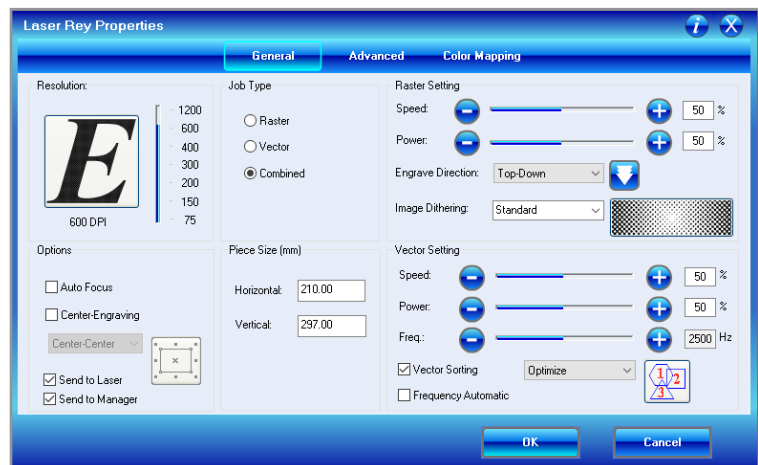 Laser Rey Properties
i X
General Advanced Color Mapping
Resolution:
E
1200
600
400
300
200
150
75
600 DPI
Job Type
Raster
Vector
Combined
Raster Setting
Speed: 50 %
Power: 50 %
Engrave Direction: Top-Down
Image Dithering: Standard
Options
Auto Focus
Center-Engraving
Center-Center
x
Send to Laser
Send to Manager
Piece Size (mm)
Horizontal: 210.00
Vertical: 297.00
Vector Setting
Speed: 50 %
Power: 50 %
Freq.: 2500 Hz
Vector Sorting Optimize
1 2
3
Frequency Automatic
OK Cancel